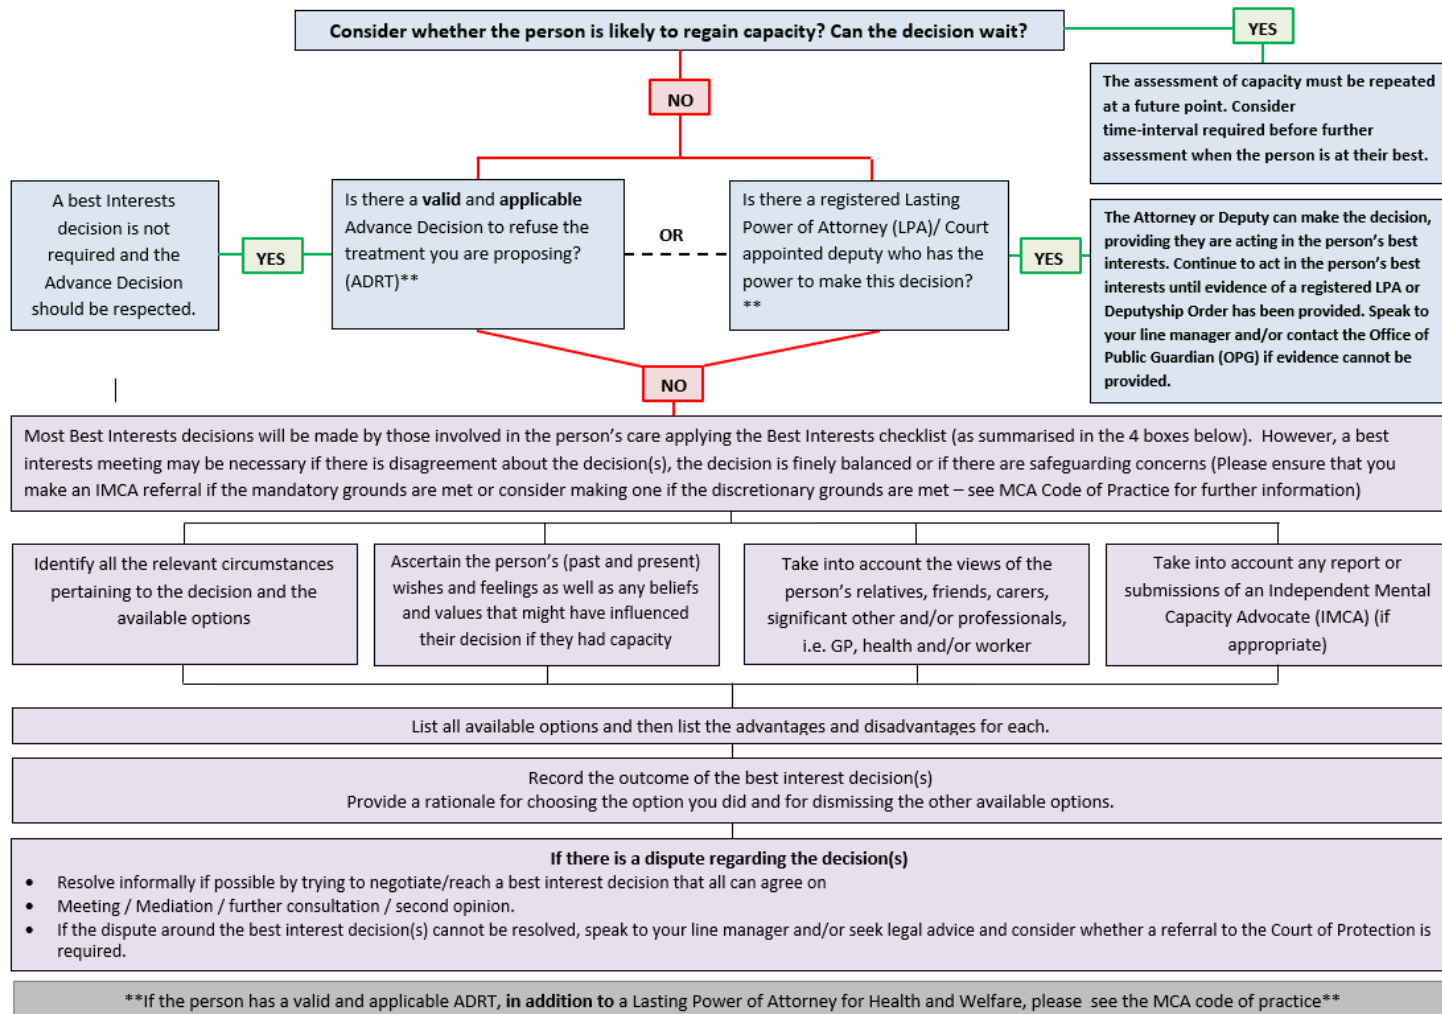 Consider whether the person is likely to regain capacity? Can the decision wait?
YES
NO
The assessment of capacity must be repeated
at a future point. Consider
time-interval required before further
assessment when the person is at their best.
A best Interests
decision is not
required and the
Advance Decision
should be respected.
YES
Is there a valid and applicable
Advance Decision to refuse the
treatment you are proposing?
(ADRT)**
OR
Is there a registered Lasting
Power of Attorney (LPA)/ Court
appointed deputy who has the
power to make this decision?
**
YES
The Attorney or Deputy can make the decision,
providing they are acting in the person's best
interests. Continue to act in the person's best
interests until evidence of a registered LPA or
Deputyship Order has been provided. Speak to
your line manager and/or contact the Office of
Public Guardian (OPG) if evidence cannot be
provided.
NO
Most Best Interests decisions will be made by those involved in the person's care applying the Best Interests checklist (as summarised in the 4 boxes below). However, a best
interests meeting may be necessary if there is disagreement about the decision(s), the decision is finely balanced or if there are safeguarding concerns (Please ensure that you
make an IMCA referral if the mandatory grounds are met or consider making one if the discretionary grounds are met – see MCA Code of Practice for further information)
Identify all the relevant circumstances
pertaining to the decision and the
available options
Ascertain the person's (past and present)
wishes and feelings as well as any beliefs
and values that might have influenced
their decision if they had capacity
Take into account the views of the
person's relatives, friends, carers,
significant other and/or professionals,
i.e. GP, health and/or worker
Take into account any report or
submissions of an Independent Mental
Capacity Advocate (IMCA) (if
appropriate)
List all available options and then list the advantages and disadvantages for each.
Record the outcome of the best interest decision(s)
Provide a rationale for choosing the option you did and for dismissing the other available options.
If there is a dispute regarding the decision(s)
• Resolve informally if possible by trying to negotiate/reach a best interest decision that all can agree on
• Meeting / Mediation / further consultation / second opinion.
• If the dispute around the best interest decision(s) cannot be resolved, speak to your line manager and/or seek legal advice and consider whether a referral to the Court of Protection is
required.
**If the person has a valid and applicable ADRT, in addition to a Lasting Power of Attorney for Health and Welfare, please see the MCA code of practice**